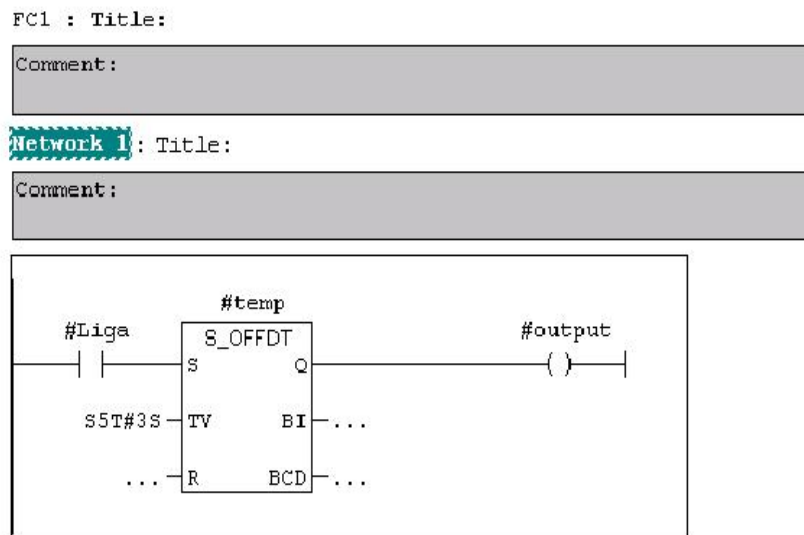 FC1 : Title:
Comment:
Network 1: Title:
Comment:
#temp
#Liga
S_OFFDT
#output
S
Q
S5T#3S
TV
BI
...
...
R
BCD
...